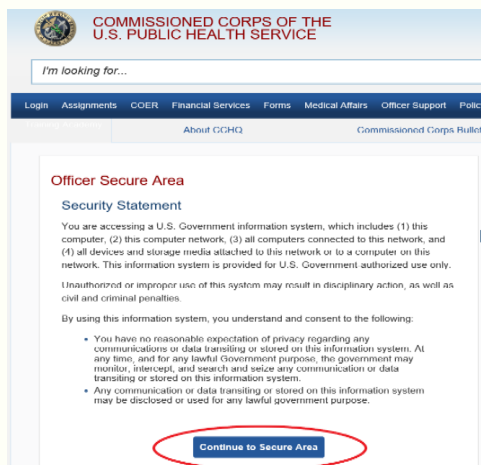 COMMISSIONED CORPS OF THE
U.S. PUBLIC HEALTH SERVICE
I'm looking for...
Login Assignments COER Financial Services Forms Medical Affairs Officer Support
About CCHQ Commissioned Corps
Officer Secure Area
Security Statement
You are accessing a U.S. Government information system, which includes (1) this
computer, (2) this computer network, (3) all computers connected to this network, and
(4) all devices and storage media attached to this network or to a computer on this
network. This information system is provided for U.S. Government-authorized use only.
Unauthorized or improper use of this system may result in disciplinary action, as well as
civil and criminal penalties.
By using this information system, you understand and consent to the following:
• You have no reasonable expectation of privacy regarding any
communications or data transiting or stored on this information system. At
any time, and for any lawful Government purpose, the government may
monitor, intercept, and search and seize any communication or data
transiting or stored on this information system.
• Any communication or data transiting or stored on this information system
may be disclosed or used for any lawful government purpose.
Continue to Secure Area